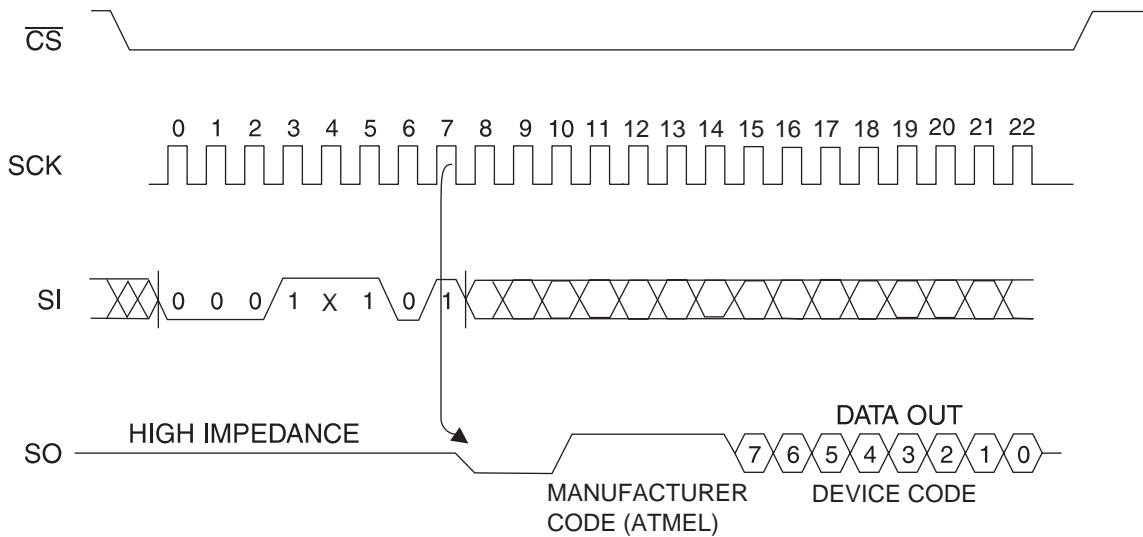 CS
0 1 2 3 4 5 6 7 8 9 10 11 12 13 14 15 16 17 18 19 20 21 22
SCK
SI
0 0 0 1 X 1 0 1
DATA OUT
HIGH IMPEDANCE
SO
7 6 5 4 3 2 1 0
MANUFACTURER
CODE (ATMEL)
DEVICE CODE